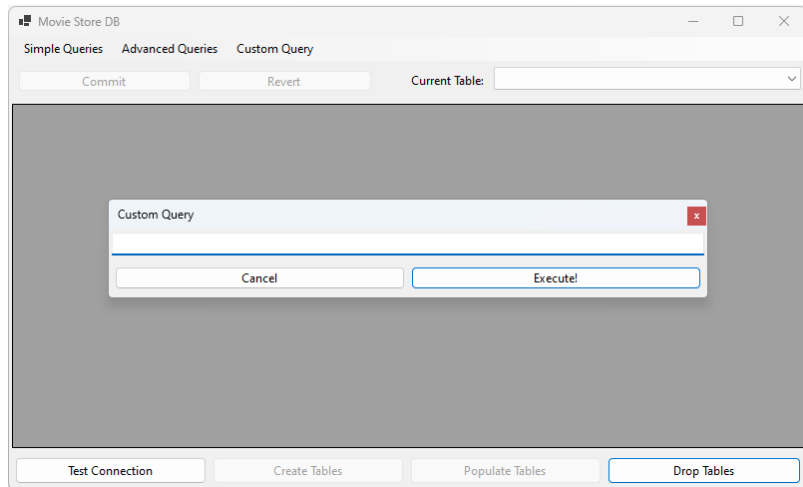 Movie Store DB
Simple Queries Advanced Queries Custom Query
Commit Revert Current Table:
Custom Query
x
Cancel Execute!
Test Connection Create Tables Populate Tables Drop Tables